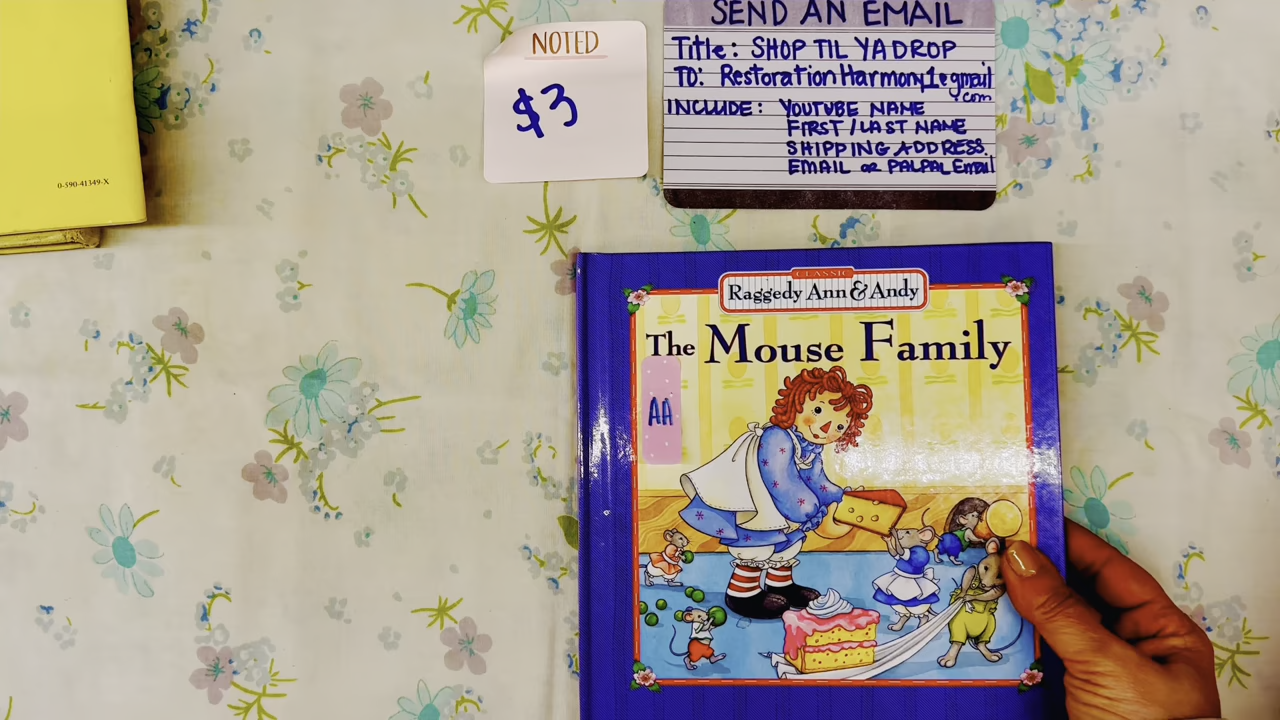 SEND AN EMAIL
Title: SHOP TIL YA DROP
TO: RestorationHarmony1@gmail
.com
INCLUDE: YOUTUBE NAME
FIRST/LAST NAME
SHIPPING ADDRESS.
EMAIL OR PALPAL Email
NOTED
$3
0-590-41349-X
CLASSIC
Raggedy Ann & Andy
The Mouse Family
AA